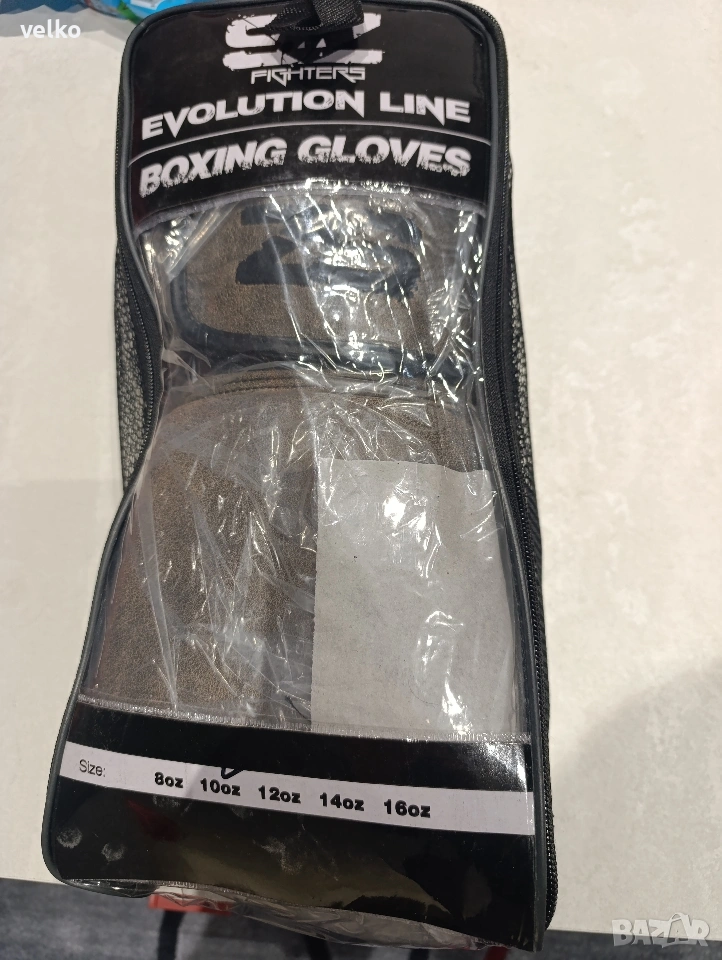 velko
FIGHTERS
EVOLUTION LINE
BOXING GLOVES
Size: 8oz 10oz 12oz 14oz 16oz
BAZAR